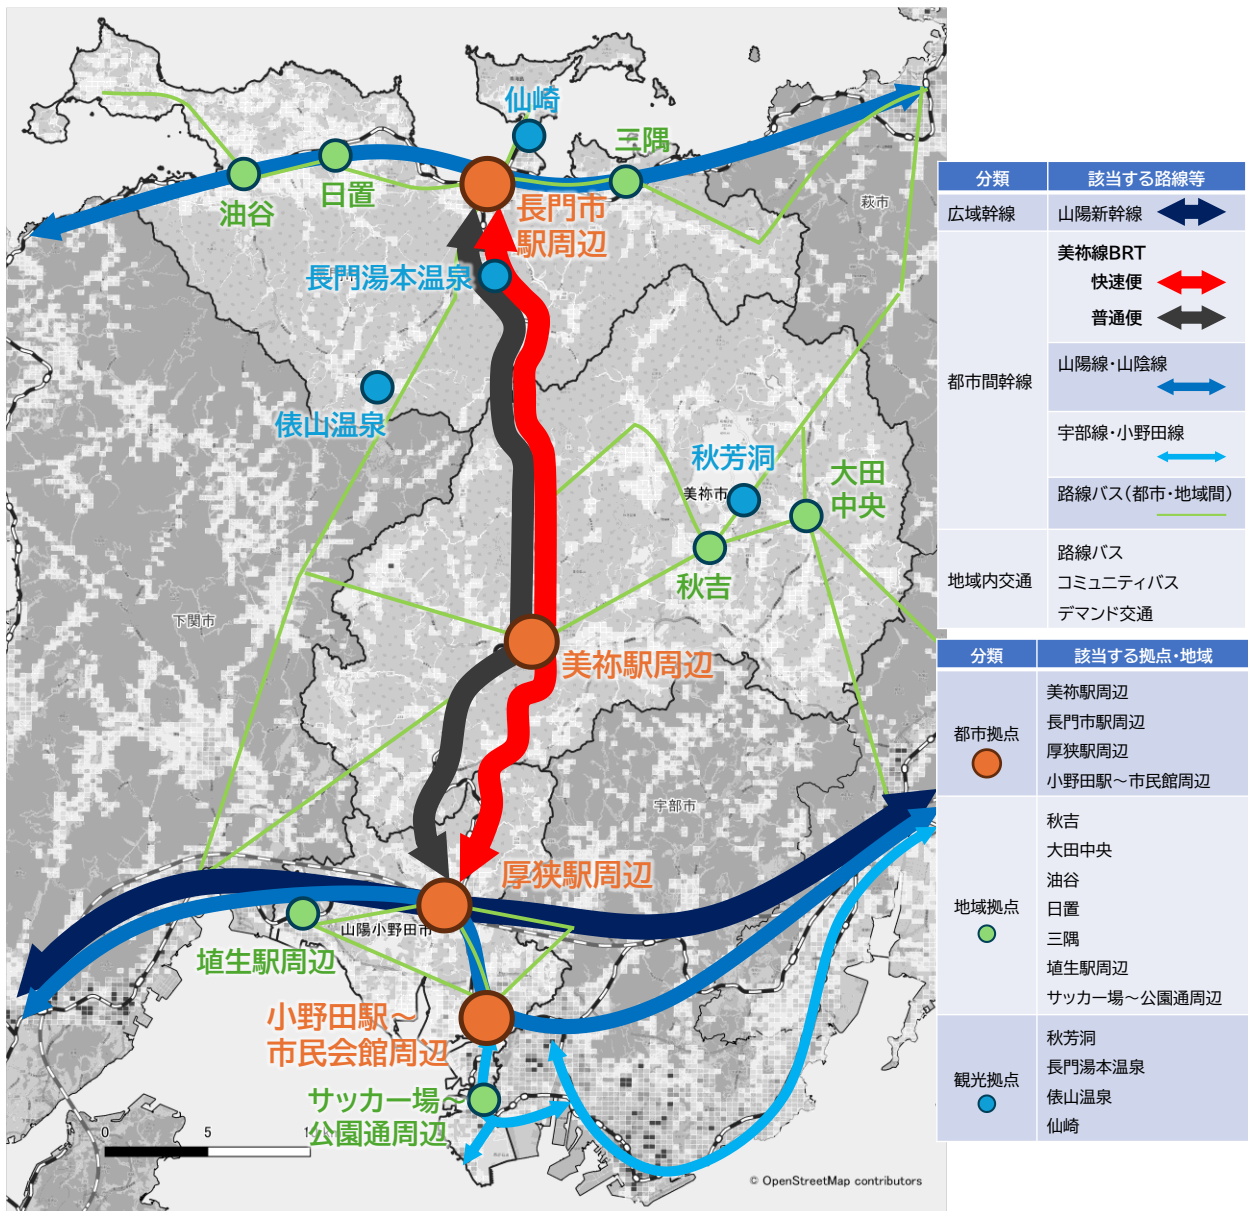 仙崎
三隅
日置
油谷
長門市
駅周辺
萩市
長門湯本温泉
俵山温泉
秋芳洞
美祢市
大田
中央
秋吉
下関市
美祢駅周辺
宇部市
厚狭駅周辺
山陽小野田市
埴生駅周辺
小野田駅～
市民会館周辺
サッカー場～
公園通周辺
0 5 1
© OpenStreetMap contributors
分類 該当する路線等
広域幹線 山陽新幹線
都市間幹線
美祢線BRT
快速便
普通便
山陽線・山陰線
宇部線・小野田線
路線バス（都市・地域間）
地域内交通
路線バス
コミュニティバス
デマンド交通
分類 該当する拠点・地域
都市拠点
美祢駅周辺
長門市駅周辺
厚狭駅周辺
小野田駅～市民館周辺
地域拠点
秋吉
大田中央
油谷
日置
三隅
埴生駅周辺
サッカー場～公園通周辺
観光拠点
秋芳洞
長門湯本温泉
俵山温泉
仙崎